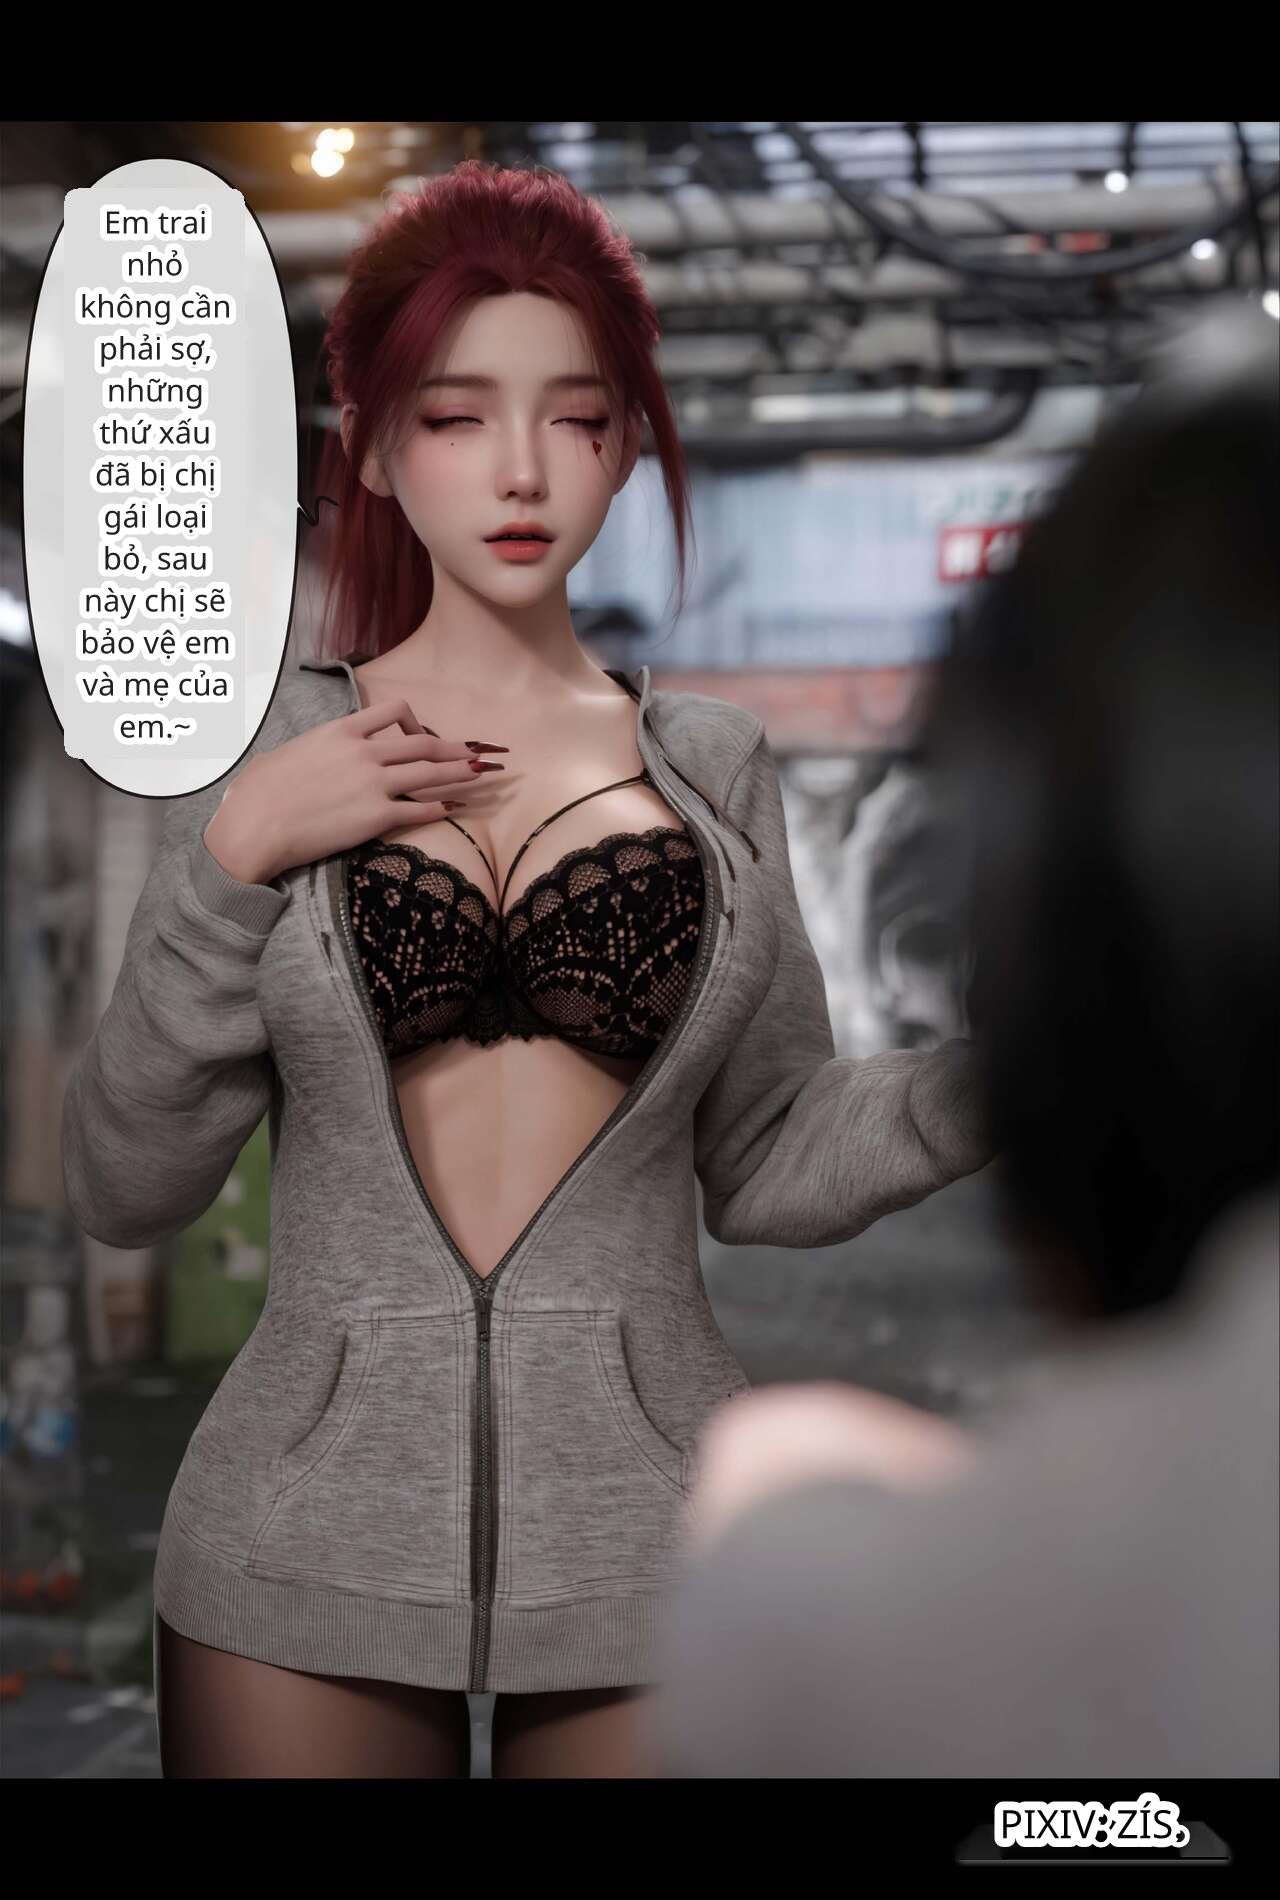 Em trai
nhỏ
không cần
phải sợ,
những
thứ xấu
đã bị chị
gái loại
bỏ, sau
này chị sẽ
bảo vệ em
và mẹ của
em.~
PIXIV:ZÍS,